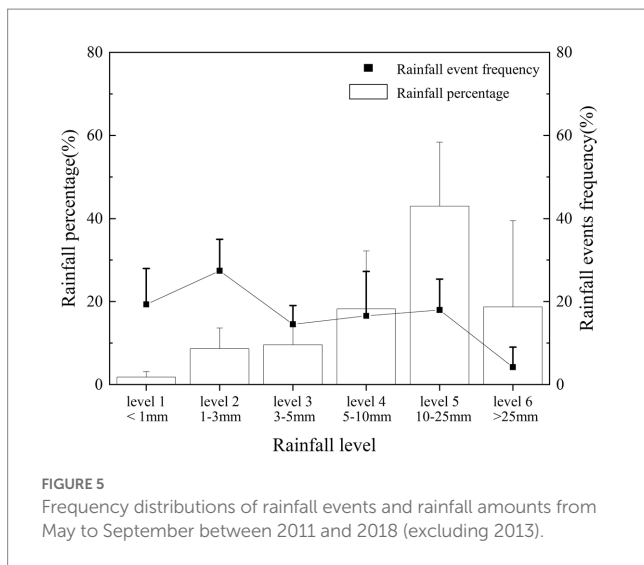 80
60
40
20
0
Rainfall percentage(%)
Rainfall event frequency
Rainfall percentage
80
60
40
20
0
Rainfall events frequency(%)
level 1 level 2 level 3 level 4 level 5 level 6
< 1mm 1-3mm 3-5mm 5-10mm 10-25mm >25mm
Rainfall level
FIGURE 5
Frequency distributions of rainfall events and rainfall amounts from
May to September between 2011 and 2018 (excluding 2013).